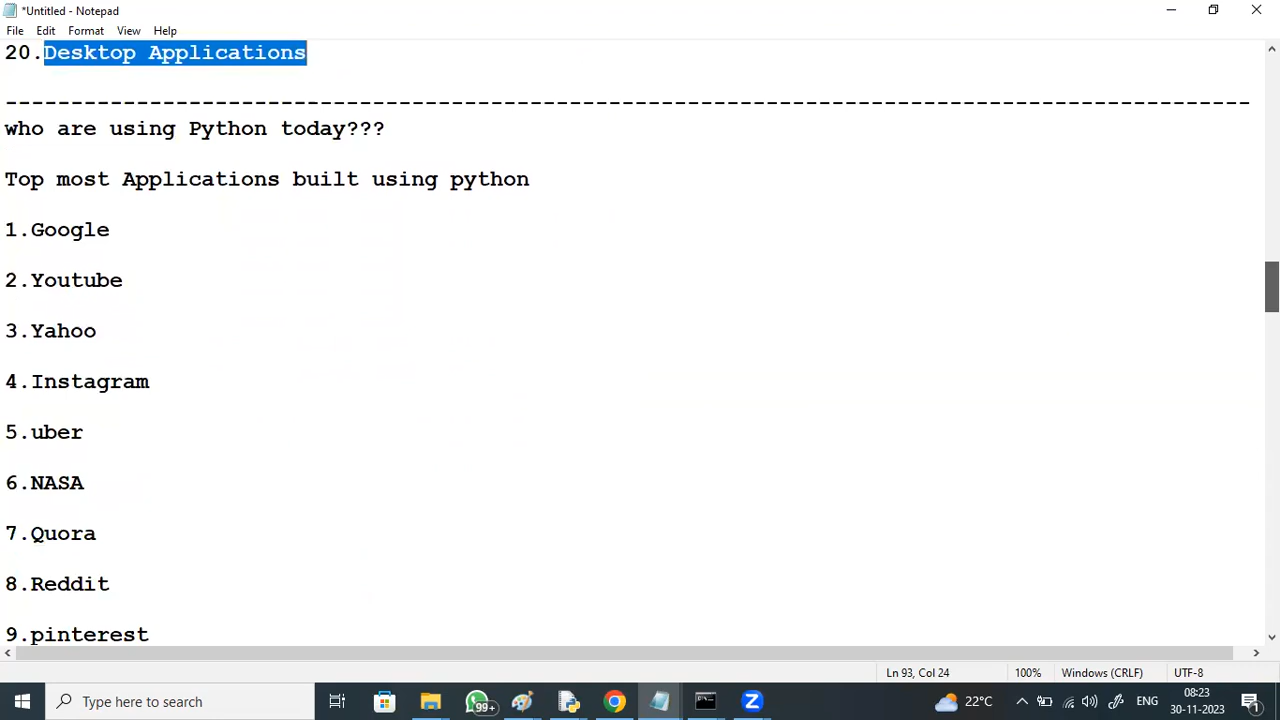 *Untitled - Notepad
File Edit Format View Help
20.Desktop Applications
----------------------------------------------------------------------------------------------
who are using Python today???
Top most Applications built using python
1.Google
2.Youtube
3.Yahoo
4.Instagram
5.uber
6.NASA
7.Quora
8.Reddit
9.pinterest
Ln 93, Col 24 100% Windows (CRLF) UTF-8
Type here to search
99+
22°C
ENG
08:23
30-11-2023
1